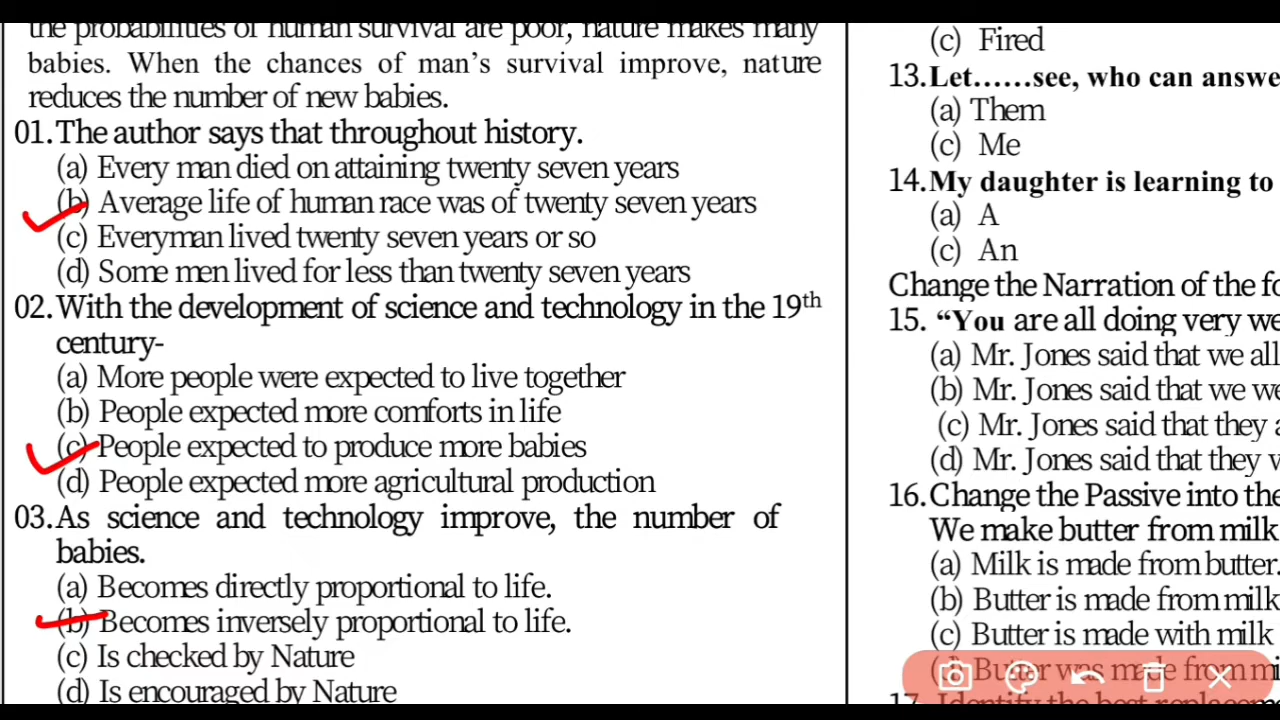 the probabilities of human survival are poor, nature makes many
babies. When the chances of man's survival improve, nature
reduces the number of new babies.
01. The author says that throughout history.
(a) Every man died on attaining twenty seven years
(b) Average life of human race was of twenty seven years
(c) Everyman lived twenty seven years or so
(d) Some men lived for less than twenty seven years
02. With the development of science and technology in the 19th
century-
(a) More people were expected to live together
(b) People expected more comforts in life
(c) People expected to produce more babies
(d) People expected more agricultural production
03. As science and technology improve, the number of
babies.
(a) Becomes directly proportional to life.
(b) Becomes inversely proportional to life.
(c) Is checked by Nature
(d) Is encouraged by Nature
(c) Fired
13. Let......see, who can answe
(a) Them
(c) Me
14. My daughter is learning to
(a) A
(c) An
Change the Narration of the fo
15. “You are all doing very we
(a) Mr. Jones said that we all
(b) Mr. Jones said that we we
(c) Mr. Jones said that they a
(d) Mr. Jones said that they
16. Change the Passive into the
We make butter from milk
(a) Milk is made from butter.
(b) Butter is made from milk
(c) Butter is made with milk
(d) Butter was made from mi
17. Identify the best replaceme